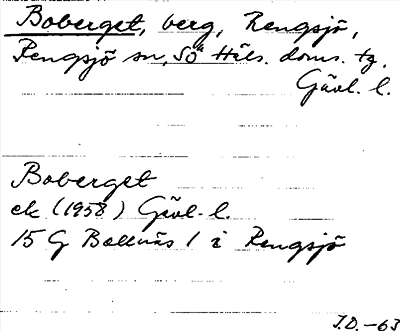 Boberget, berg, Rengsjö,
Rengsjö sn, SÖ Häls. doms. tg.
Gävl. l.
Boberget
ek (1958) Gävl. l.
15 G Bollnäs 1 i Rengsjö
J.D. -63